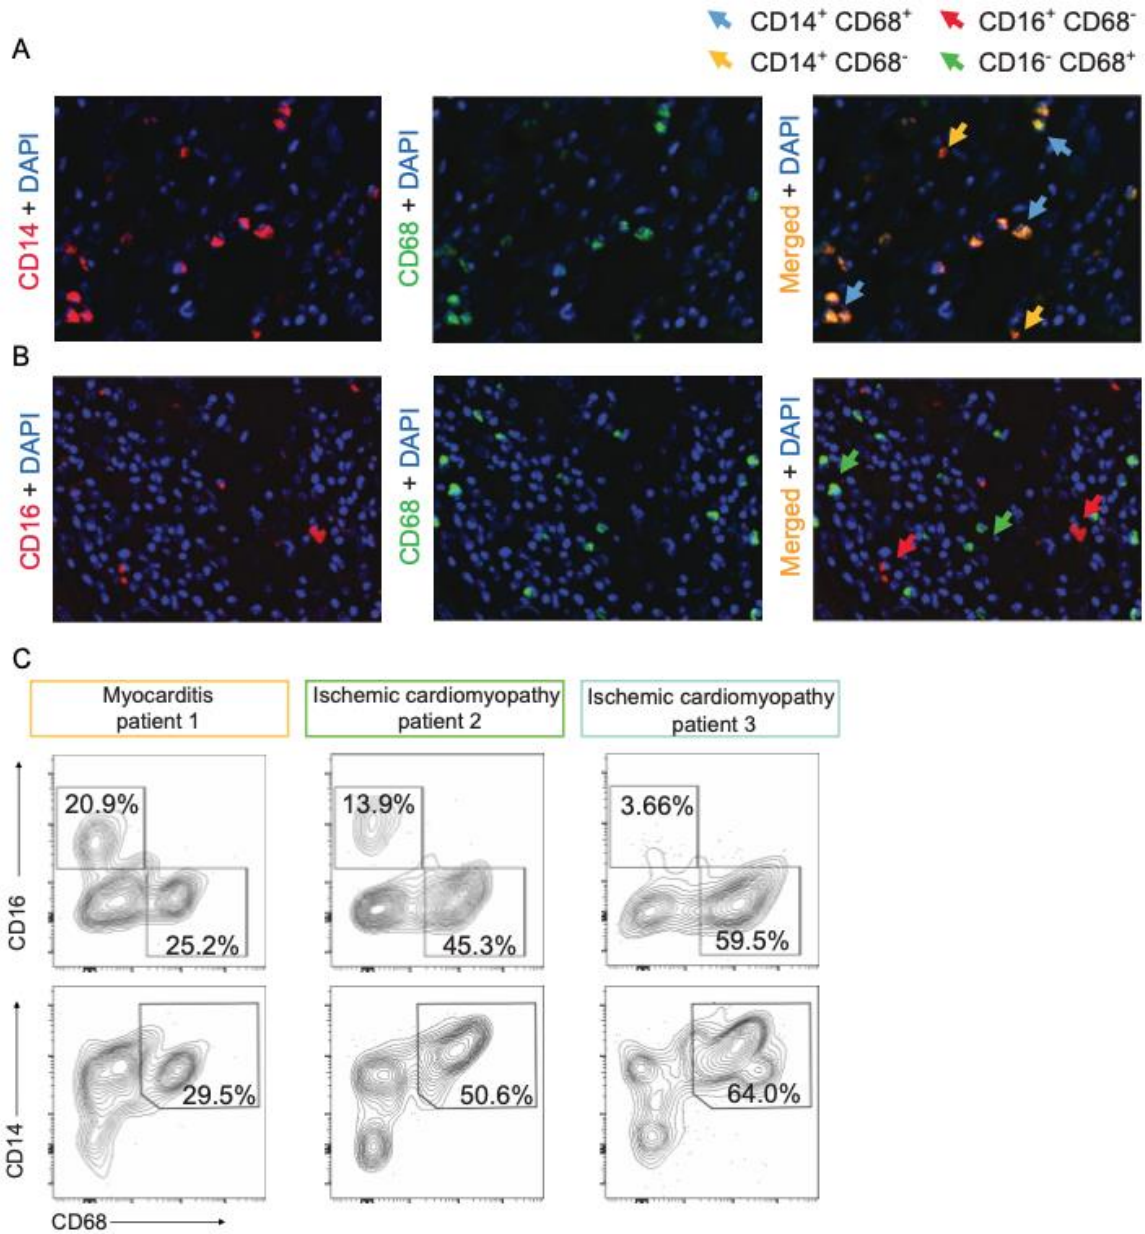 CD14+ CD68+
CD16+ CD68-
CD14+ CD68-
CD16- CD68+
A
CD14 + DAPI
CD68 + DAPI
Merged + DAPI
B
CD16 + DAPI
CD68 + DAPI
Merged + DAPI
C
Myocarditis
patient 1
Ischemic cardiomyopathy
patient 2
Ischemic cardiomyopathy
patient 3
CD16
20.9%
25.2%
13.9%
45.3%
3.66%
59.5%
CD14
29.5%
50.6%
64.0%
CD68